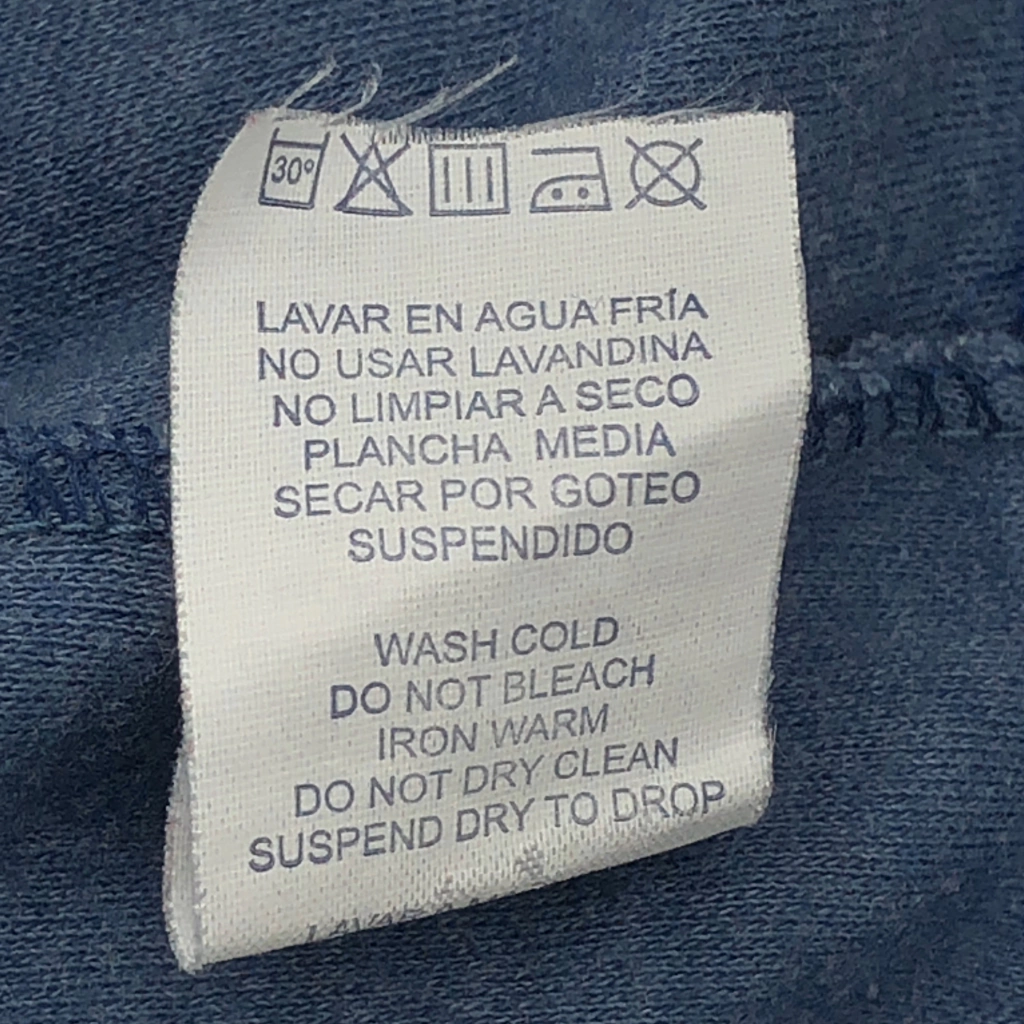 30º
LAVAR EN AGUA FRÍA
NO USAR LAVANDINA
NO LIMPIAR A SECO
PLANCHA MEDIA
SECAR POR GOTEO
SUSPENDIDO
WASH COLD
DO NOT BLEACH
IRON WARM
DO NOT DRY CLEAN
SUSPEND DRY TO DROP